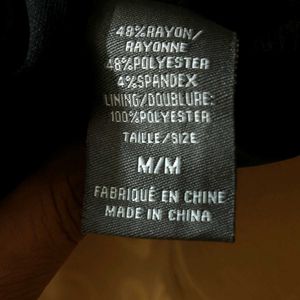 48%RAYON/
RAYONNE
48%POLYESTER
4%SPANDEX
LINING/DOUBLURE:
100%POLYESTER
TAILLE/SIZE
M/M
FABRIQUÉ EN CHINE
MADE IN CHINA